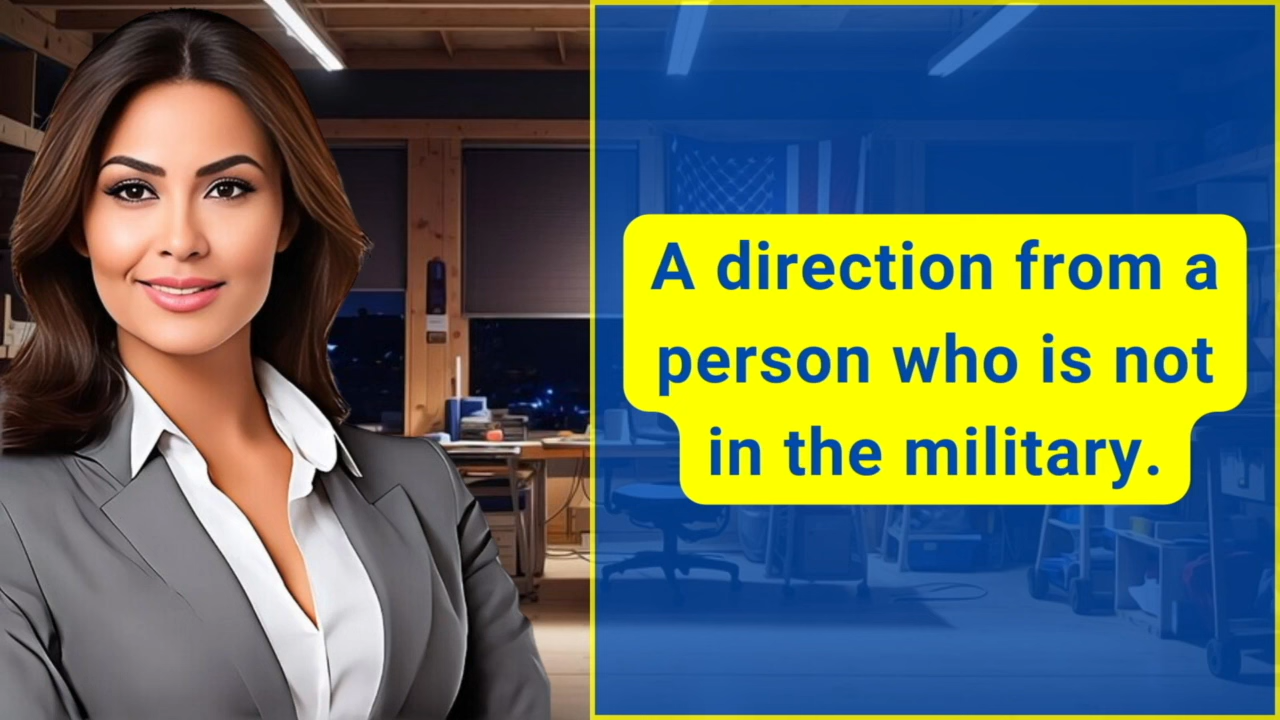 A direction from a
person who is not
in the military.